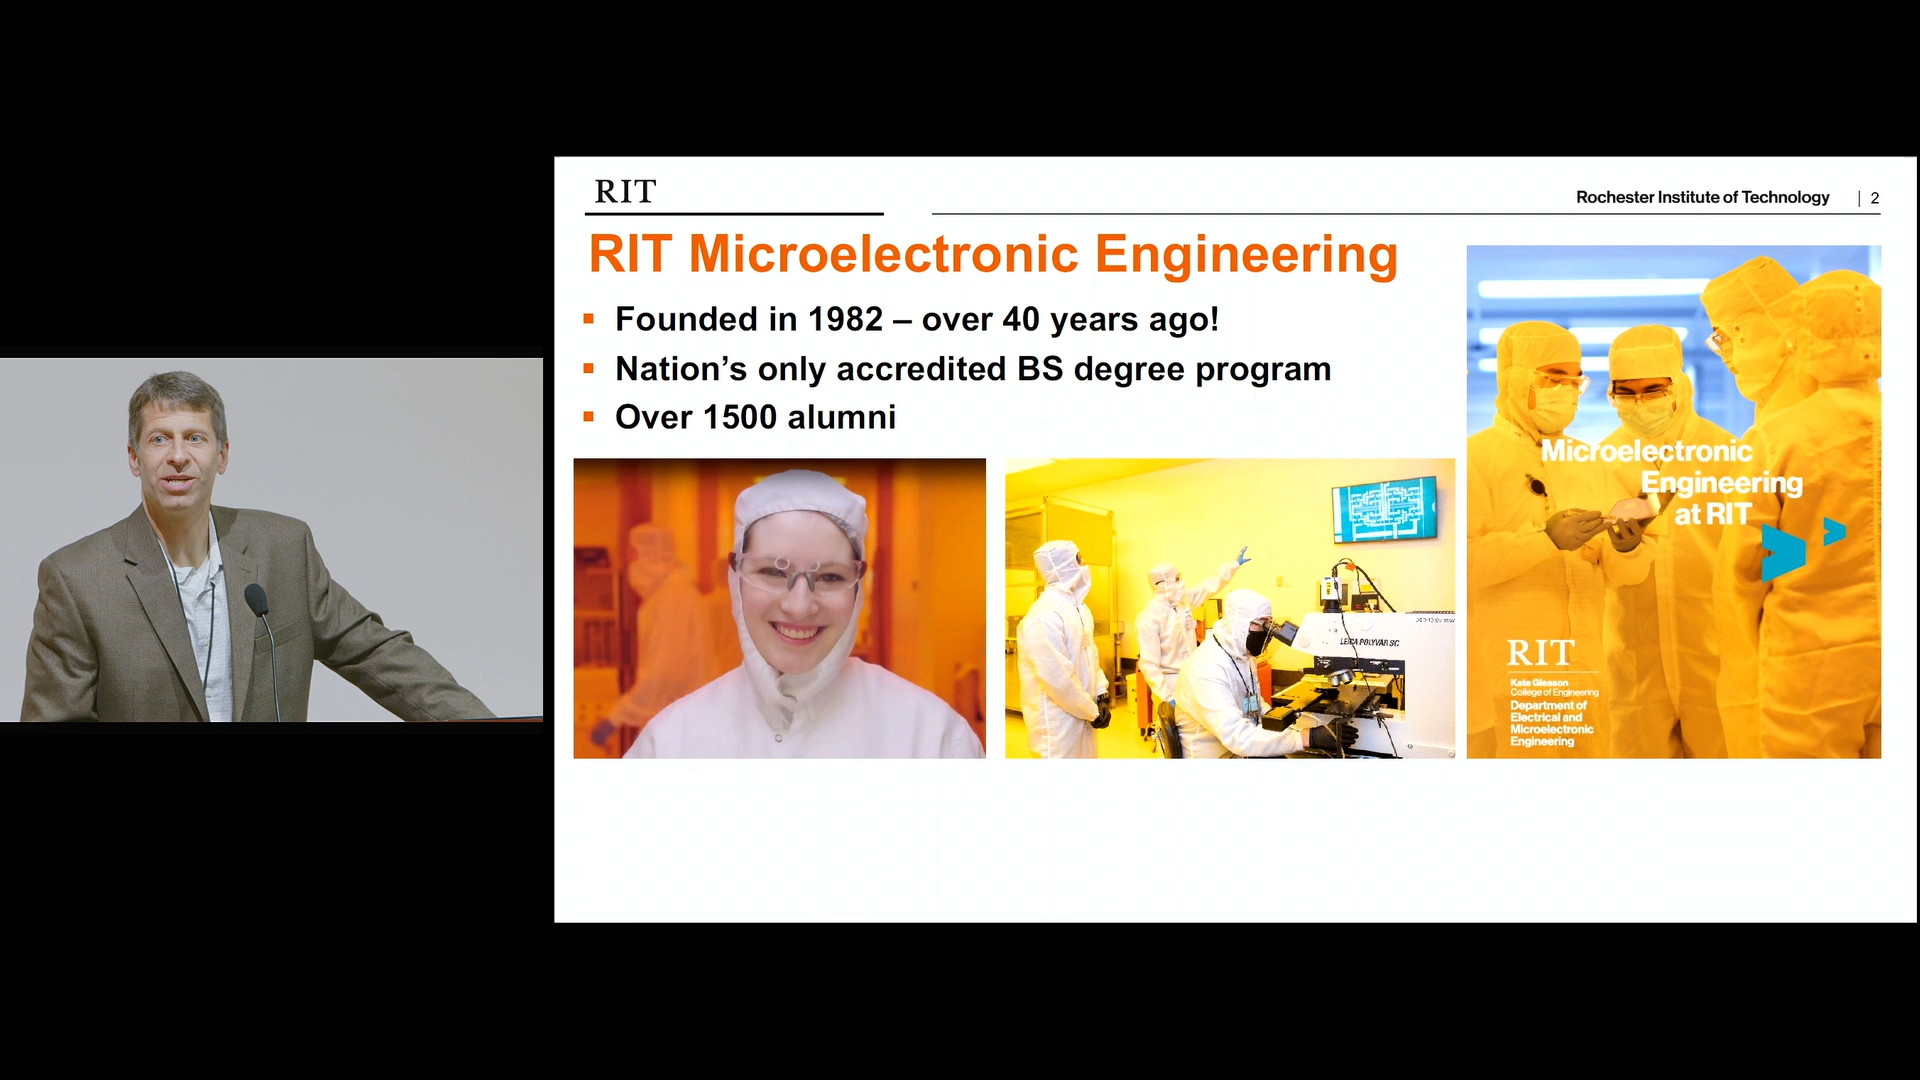 RIT
Rochester Institute of Technology | 2
RIT Microelectronic Engineering
Founded in 1982 – over 40 years ago!
Nation’s only accredited BS degree program
Over 1500 alumni
LEICA POLYVAR SC
Microelectronic
Engineering
at RIT
RIT
Kate Gleason
College of Engineering
Department of
Electrical and
Microelectronic
Engineering